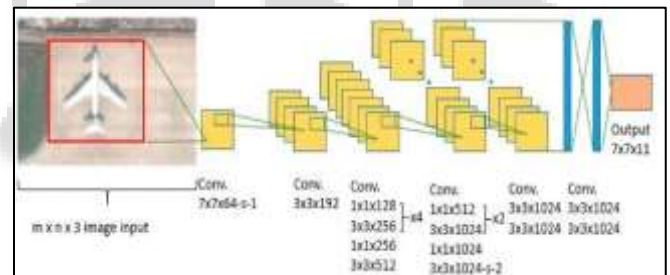 Output
7x7x11
m x n x 3 image input
Conv.
7x7x64-s-1
Conv.
3x3x192
Conv.
1x1x128
3x3x256
x4
1x1x256
3x3x512
Conv.
1x1x512
3x3x1024
x2
1x1x1024
3x3x1024-s-2
Conv.
3x3x1024
3x3x1024
Conv.
3x3x1024
3x3x1024